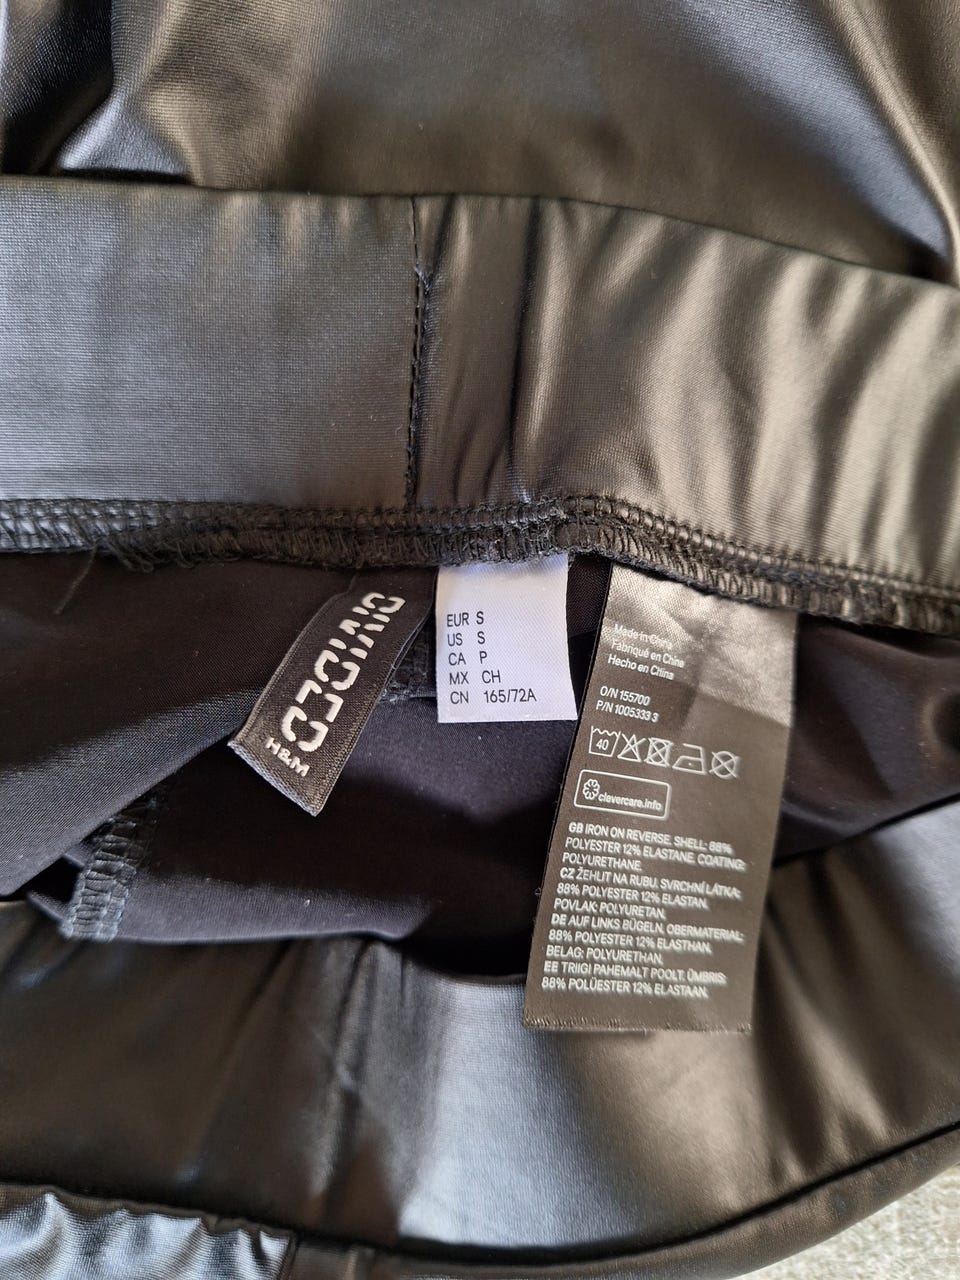 DIVIDED
H&M
EUR S
US S
CA P
MX CH
CN 165/72A
Made in China
Fabriqué en Chine
Hecho en China
O/N 155700
P/N 1005333 3
40
clevercare.info
GB IRON ON REVERSE. SHELL: 88%
POLYESTER 12% ELASTANE. COATING:
POLYURETHANE.
CZ ŽEHLIT NA RUBU. SVRCHNÍ LÁTKA:
88% POLYESTER 12% ELASTAN.
POVLAK: POLYURETAN.
DE AUF LINKS BÜGELN. OBERMATERIAL:
88% POLYESTER 12% ELASTHAN.
BELAG: POLYURETHAN.
EE TRIIGI PAHEMALT POOLT. ÜMBRIS:
88% POLÜESTER 12% ELASTAAN.